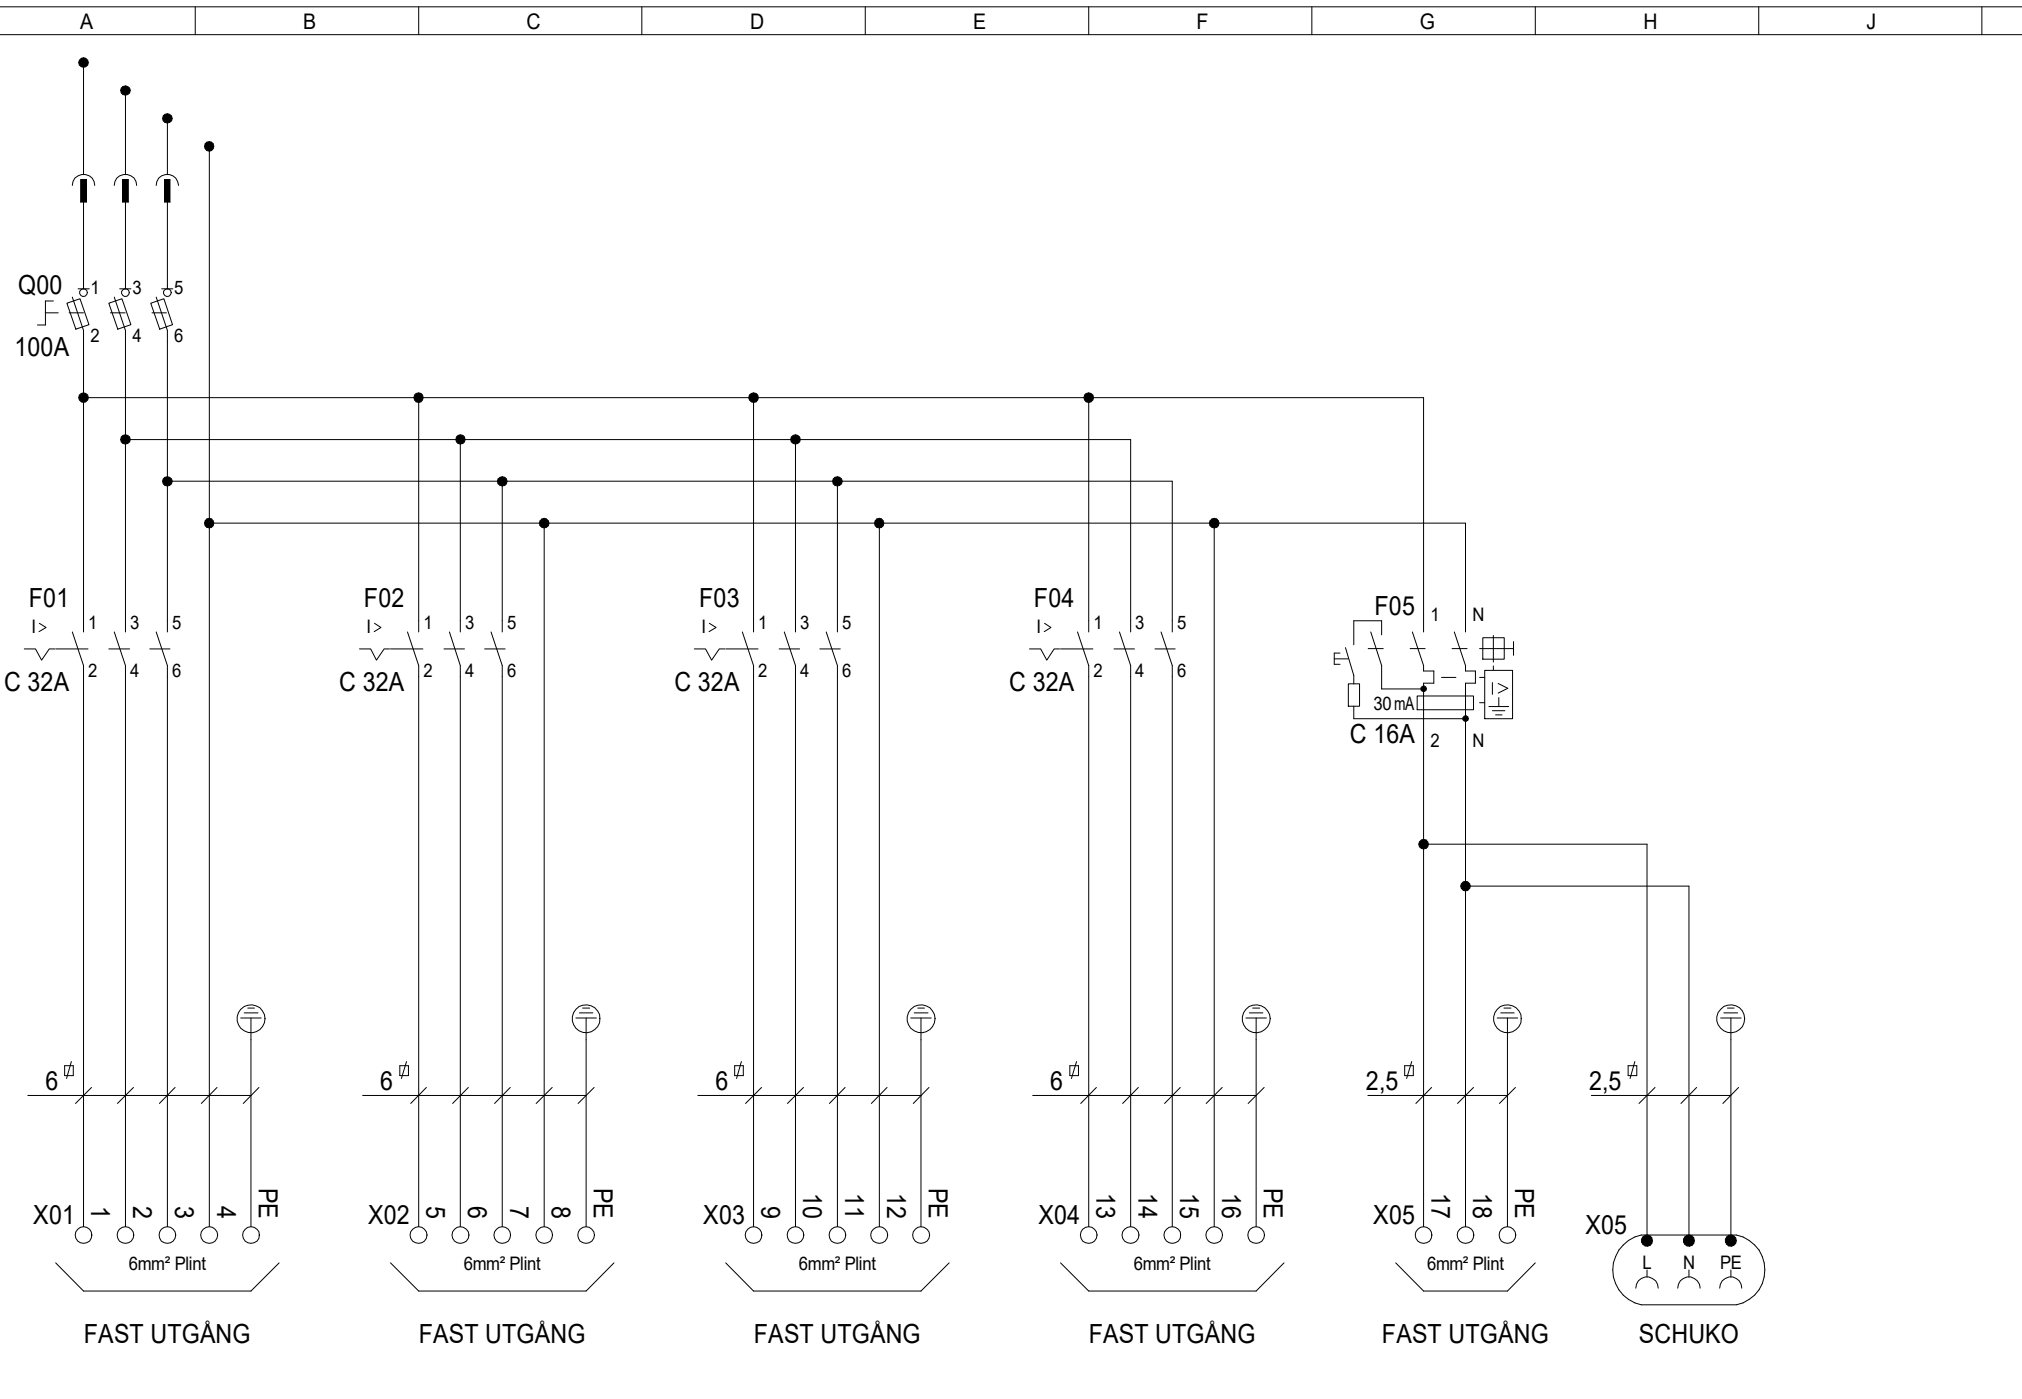 A B C D E F G H J
Q00 1 3 5
2 4 6
100A
F01 F02 F03 F04 F05 1 N
I> 1 3 5 I> 1 3 5 I> 1 3 5 I> 1 3 5
2 4 6 2 4 6 2 4 6 2 4 6
C 32A C 32A C 32A C 32A I>
30 mA
C 16A 2 N
6 6 6 6 2,5 2,5
X01 1 2 3 4 PE X02 5 6 7 8 PE X03 9 10 11 12 PE X04 13 14 15 16 PE X05 17 18 PE X05
6mm² Plint 6mm² Plint 6mm² Plint 6mm² Plint 6mm² Plint L N PE
FAST UTGÅNG FAST UTGÅNG FAST UTGÅNG FAST UTGÅNG FAST UTGÅNG SCHUKO